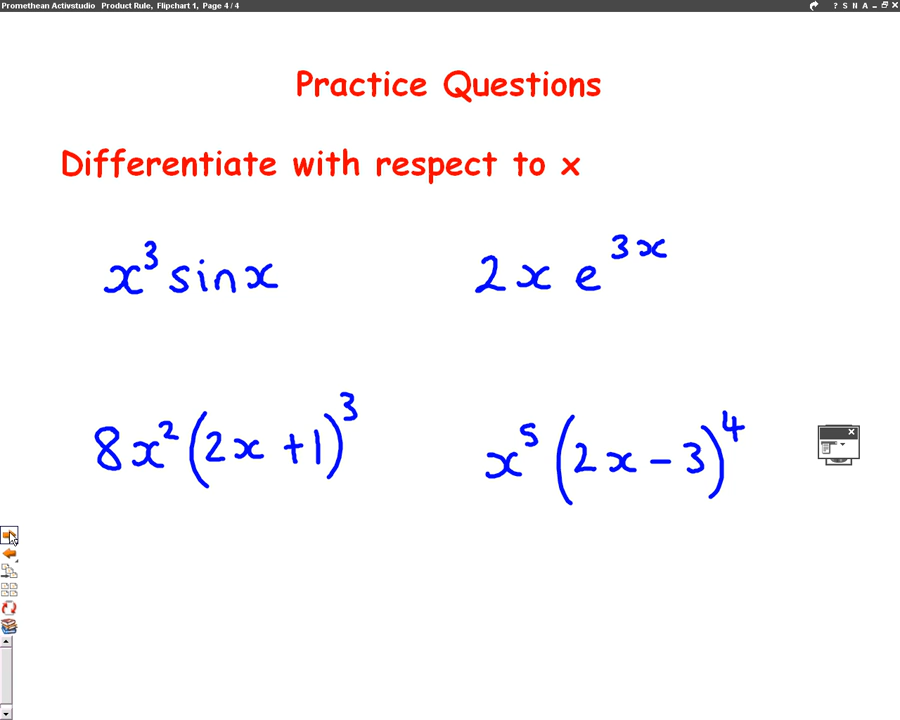 Promethean Activstudio Product Rule, Flipchart 1, Page 4 / 4
? S N A
Practice Questions
Differentiate with respect to x
x³ sin x
2x e³ˣ
8x² (2x + 1)³
x⁵ (2x − 3)⁴